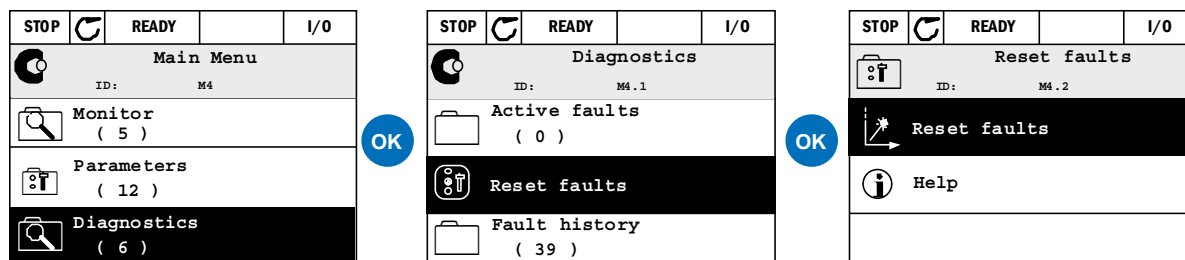 STOP READY I/O
Main Menu
ID: M4
Monitor
( 5 )
Parameters
( 12 )
Diagnostics
( 6 )
OK
STOP READY I/O
Diagnostics
ID: M4.1
Active faults
( 0 )
Reset faults
Fault history
( 39 )
OK
STOP READY I/O
Reset faults
ID: M4.2
Reset faults
Help